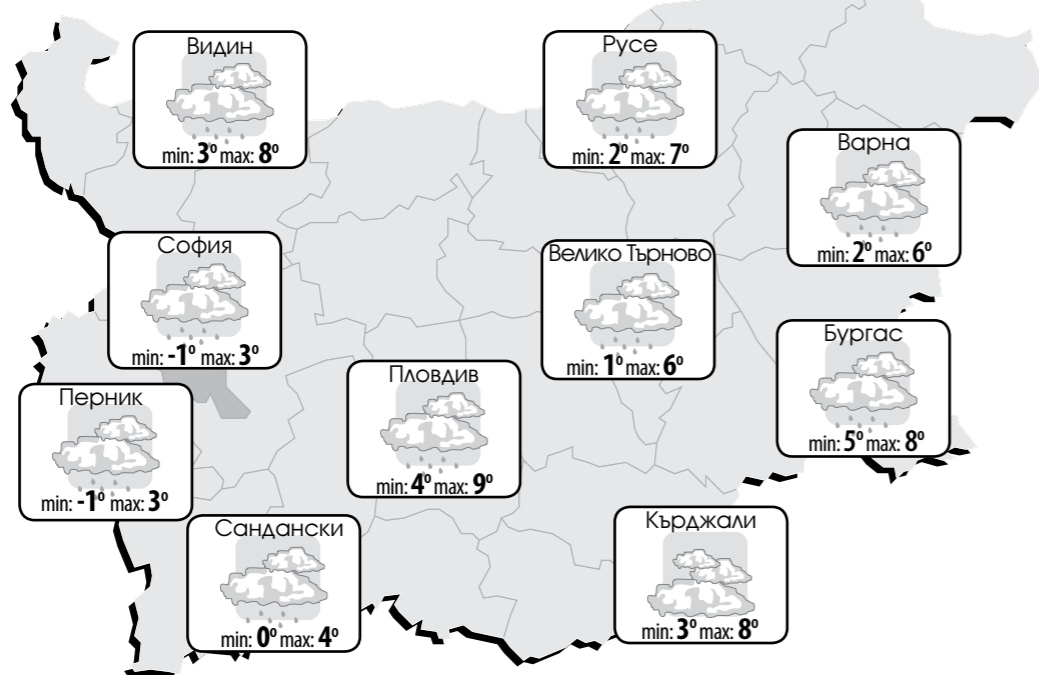 Видин
min: 3° max: 8°
Русе
min: 2° max: 7°
Варна
min: 2° max: 6°
София
min: -1° max: 3°
Велико Търново
min: 1° max: 6°
Бургас
min: 5° max: 8°
Пловдив
min: 4° max: 9°
Перник
min: -1° max: 3°
Сандански
min: 0° max: 4°
Кърджали
min: 3° max: 8°